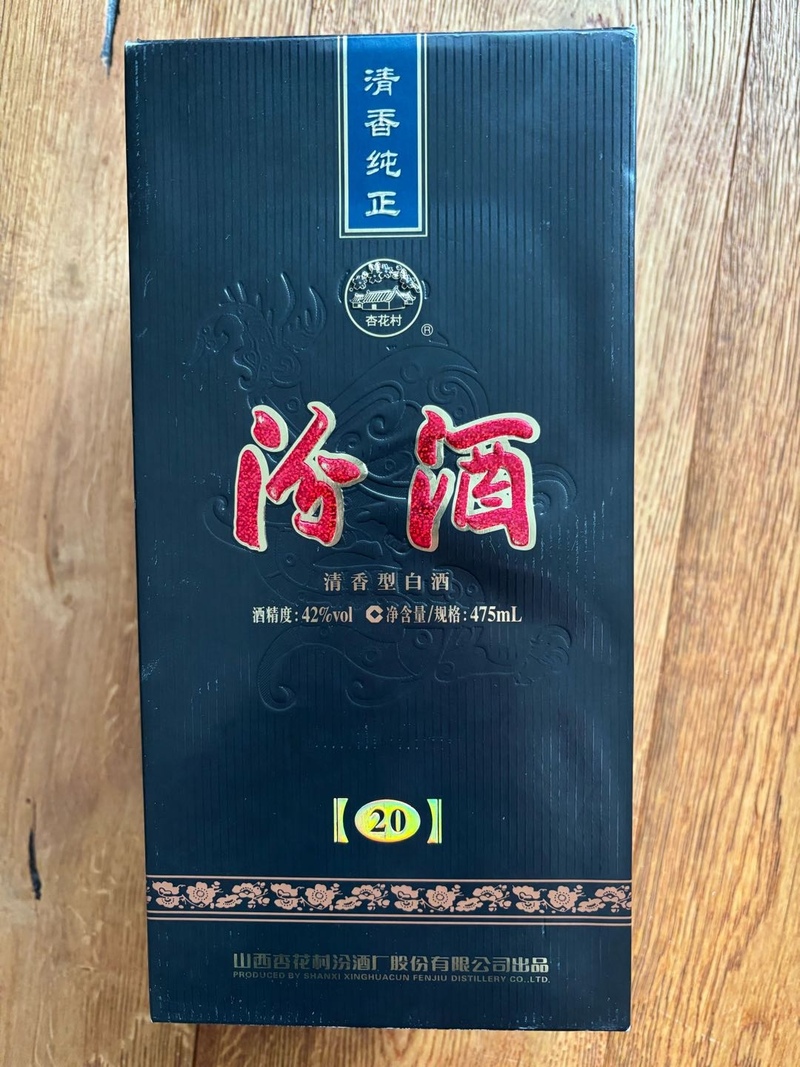 清香纯正
杏花村
®
汾酒
清香型白酒
酒精度:42%vol C净含量/规格:475mL
【20】
山西杏花村汾酒厂股份有限公司出品
PRODUCED BY SHANXI XINGHUACUN FENJIU DISTILLERY CO.,LTD.